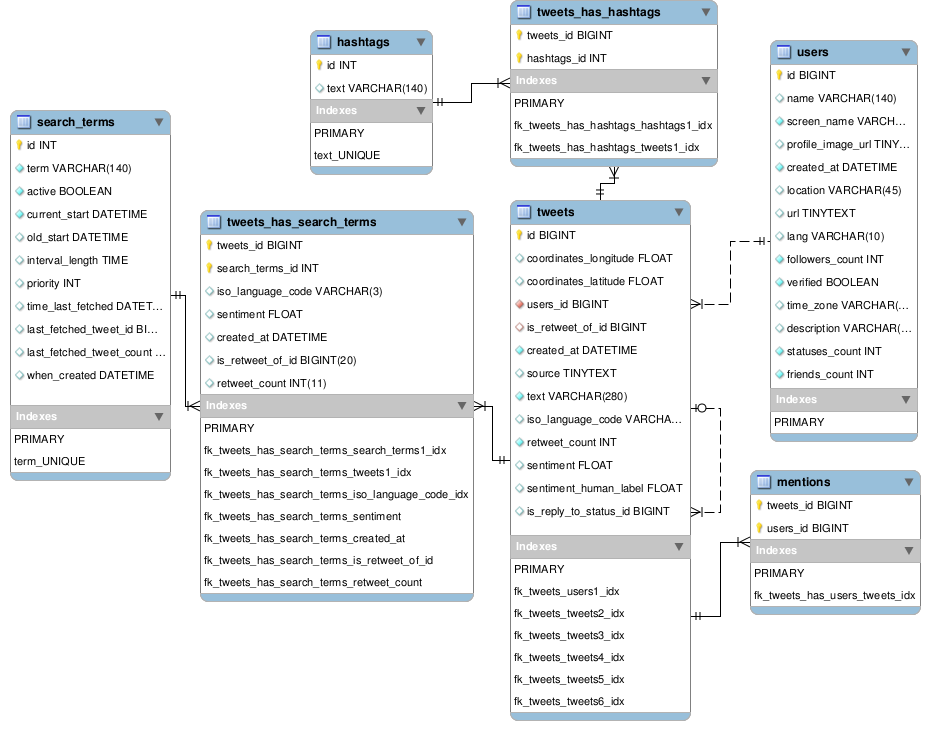 hashtags
id INT
text VARCHAR(140)
Indexes
PRIMARY
text_UNIQUE
tweets_has_hashtags
tweets_id BIGINT
hashtags_id INT
Indexes
PRIMARY
fk_tweets_has_hashtags_hashtags1_idx
fk_tweets_has_hashtags_tweets1_idx
users
id BIGINT
name VARCHAR(140)
screen_name VARCH...
profile_image_url TINY...
created_at DATETIME
location VARCHAR(45)
url TINYTEXT
lang VARCHAR(10)
followers_count INT
verified BOOLEAN
time_zone VARCHAR(...
description VARCHAR(...
statuses_count INT
friends_count INT
Indexes
PRIMARY
search_terms
id INT
term VARCHAR(140)
active BOOLEAN
current_start DATETIME
old_start DATETIME
interval_length TIME
priority INT
time_last_fetched DATET...
last_fetched_tweet_id BI...
last_fetched_tweet_count ...
when_created DATETIME
Indexes
PRIMARY
term_UNIQUE
tweets_has_search_terms
tweets_id BIGINT
search_terms_id INT
iso_language_code VARCHAR(3)
sentiment FLOAT
created_at DATETIME
is_retweet_of_id BIGINT(20)
retweet_count INT(11)
Indexes
PRIMARY
fk_tweets_has_search_terms_search_terms1_idx
fk_tweets_has_search_terms_tweets1_idx
fk_tweets_has_search_terms_iso_language_code_idx
fk_tweets_has_search_terms_sentiment
fk_tweets_has_search_terms_created_at
fk_tweets_has_search_terms_is_retweet_of_id
fk_tweets_has_search_terms_retweet_count
tweets
id BIGINT
coordinates_longitude FLOAT
coordinates_latitude FLOAT
users_id BIGINT
is_retweet_of_id BIGINT
created_at DATETIME
source TINYTEXT
text VARCHAR(280)
iso_language_code VARCHA...
retweet_count INT
sentiment FLOAT
sentiment_human_label FLOAT
is_reply_to_status_id BIGINT
Indexes
PRIMARY
fk_tweets_users1_idx
fk_tweets_tweets2_idx
fk_tweets_tweets3_idx
fk_tweets_tweets4_idx
fk_tweets_tweets5_idx
fk_tweets_tweets6_idx
mentions
tweets_id BIGINT
users_id BIGINT
Indexes
PRIMARY
fk_tweets_has_users_tweets_idx